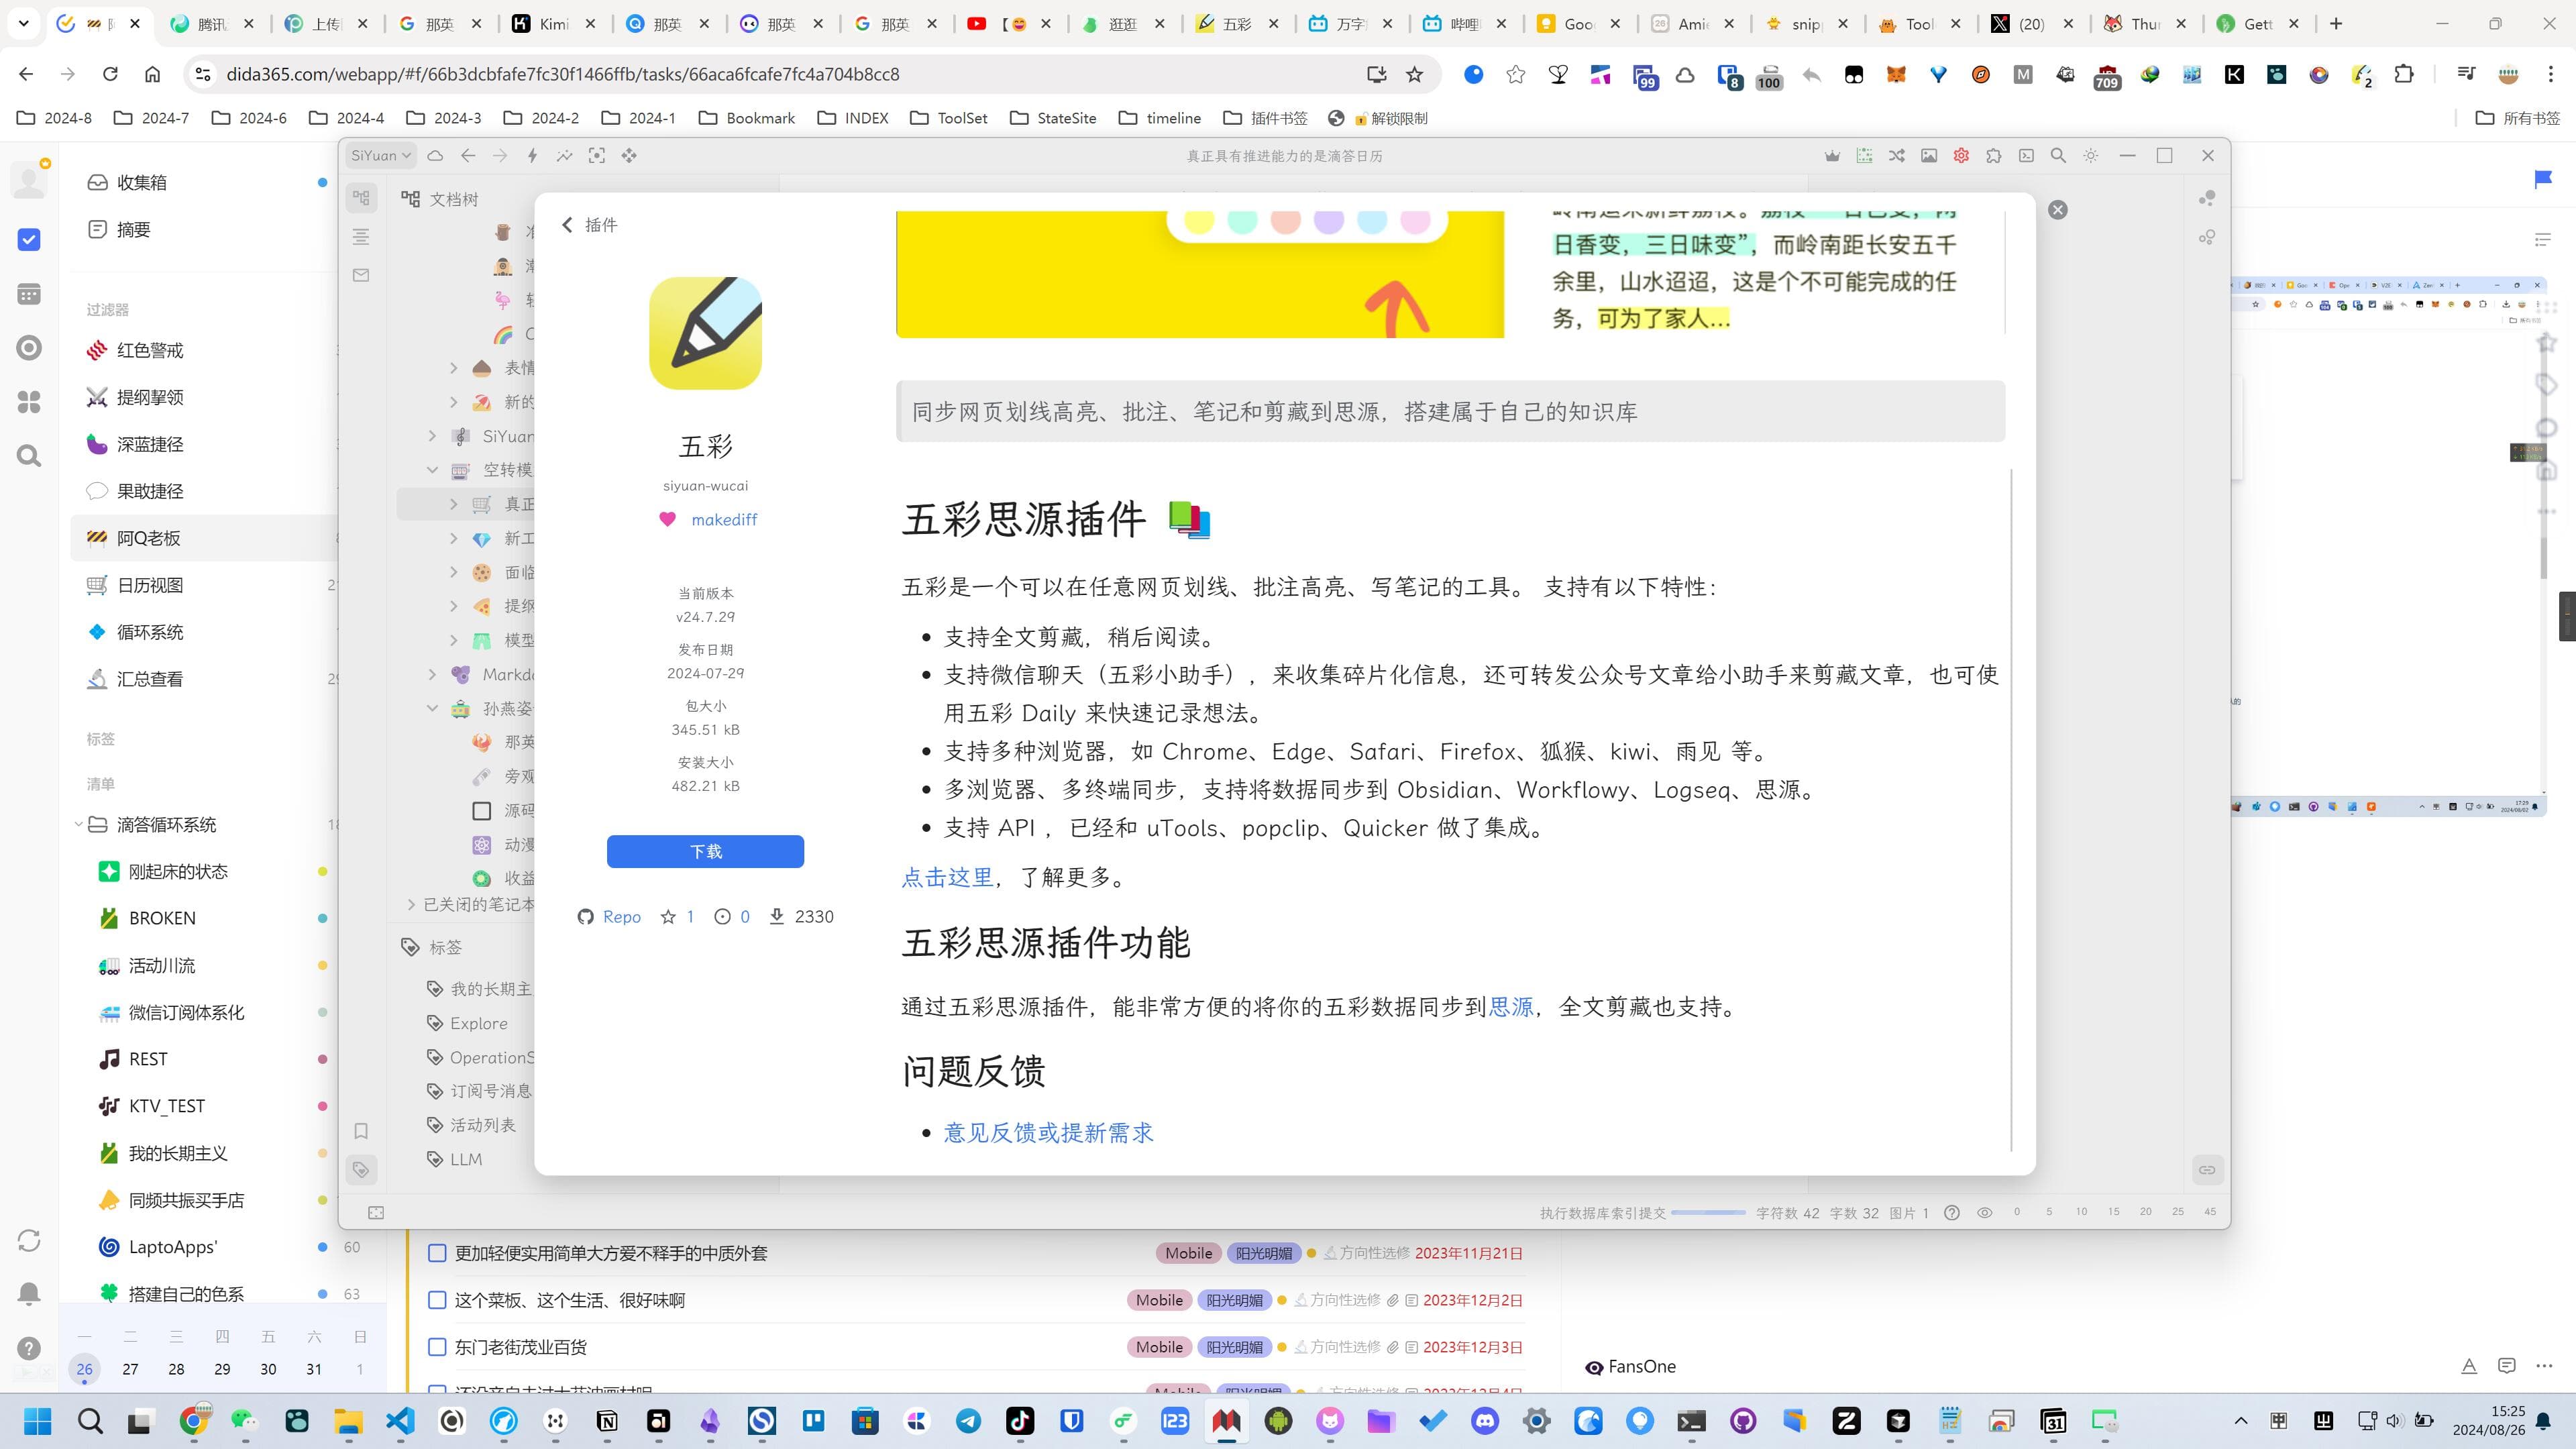 腾讯
上传
那英
Kimi
那英
那英
那英
逛逛
五彩
万字
哔哩
Goo
Amie
snip
Tool
(20)
Thu
Gett
dida365.com/webapp/#f/66b3dcbfafe7fc30f1466ffb/tasks/66aca6fcafe7fc4a704b8cc8
99
8
100
709
2
2024-8
2024-7
2024-6
2024-4
2024-3
2024-2
2024-1
Bookmark
INDEX
ToolSet
StateSite
timeline
插件书签
解锁限制
所有书签
收集箱
摘要
过滤器
红色警戒
提纲挈领
深蓝捷径
果敢捷径
阿Q老板
日历视图
循环系统
汇总查看
标签
清单
滴答循环系统
刚起床的状态
BROKEN
活动川流
微信订阅体系化
REST
KTV_TEST
我的长期主义
同频共振买手店
LaptoApps' 60
搭建自己的色系 63
一 二 三 四 五 六 日
26 27 28 29 30 31 1
SiYuan
真正具有推进能力的是滴答日历
文档树
表情
新的
SiYuan
空转模
真正
新工
面临
提纲
模型
Markdo
孙燕姿
那英
旁观
源码
动漫
收益
已关闭的笔记本
标签
我的长期主
Explore
OperationS
订阅号消息
活动列表
LLM
插件
五彩
siyuan-wucai
makediff
当前版本
v24.7.29
发布日期
2024-07-29
包大小
345.51 kB
安装大小
482.21 kB
下载
Repo 1 0 2330
日香变，三日味变”，而岭南距长安五千
余里，山水迢迢，这是个不可能完成的任
务，可为了家人...
同步网页划线高亮、批注、笔记和剪藏到思源，搭建属于自己的知识库
五彩思源插件
五彩是一个可以在任意网页划线、批注高亮、写笔记的工具。 支持有以下特性：
支持全文剪藏，稍后阅读。
支持微信聊天（五彩小助手），来收集碎片化信息，还可转发公众号文章给小助手来剪藏文章，也可使
用五彩 Daily 来快速记录想法。
支持多种浏览器，如 Chrome、Edge、Safari、Firefox、狐猴、kiwi、雨见 等。
多浏览器、多终端同步，支持将数据同步到 Obsidian、Workflowy、Logseq、思源。
支持 API ，已经和 uTools、popclip、Quicker 做了集成。
点击这里，了解更多。
五彩思源插件功能
通过五彩思源插件，能非常方便的将你的五彩数据同步到思源，全文剪藏也支持。
问题反馈
意见反馈或提新需求
执行数据库索引提交 字符数 42 字数 32 图片 1 0 5 10 15 20 25 45
更加轻便实用简单大方爱不释手的中质外套 Mobile 阳光明媚 方向性选修 2023年11月21日
这个菜板、这个生活、很好味啊 Mobile 阳光明媚 方向性选修 2023年12月2日
东门老街茂业百货 Mobile 阳光明媚 方向性选修 2023年12月3日
FansOne
15:25
2024/08/26